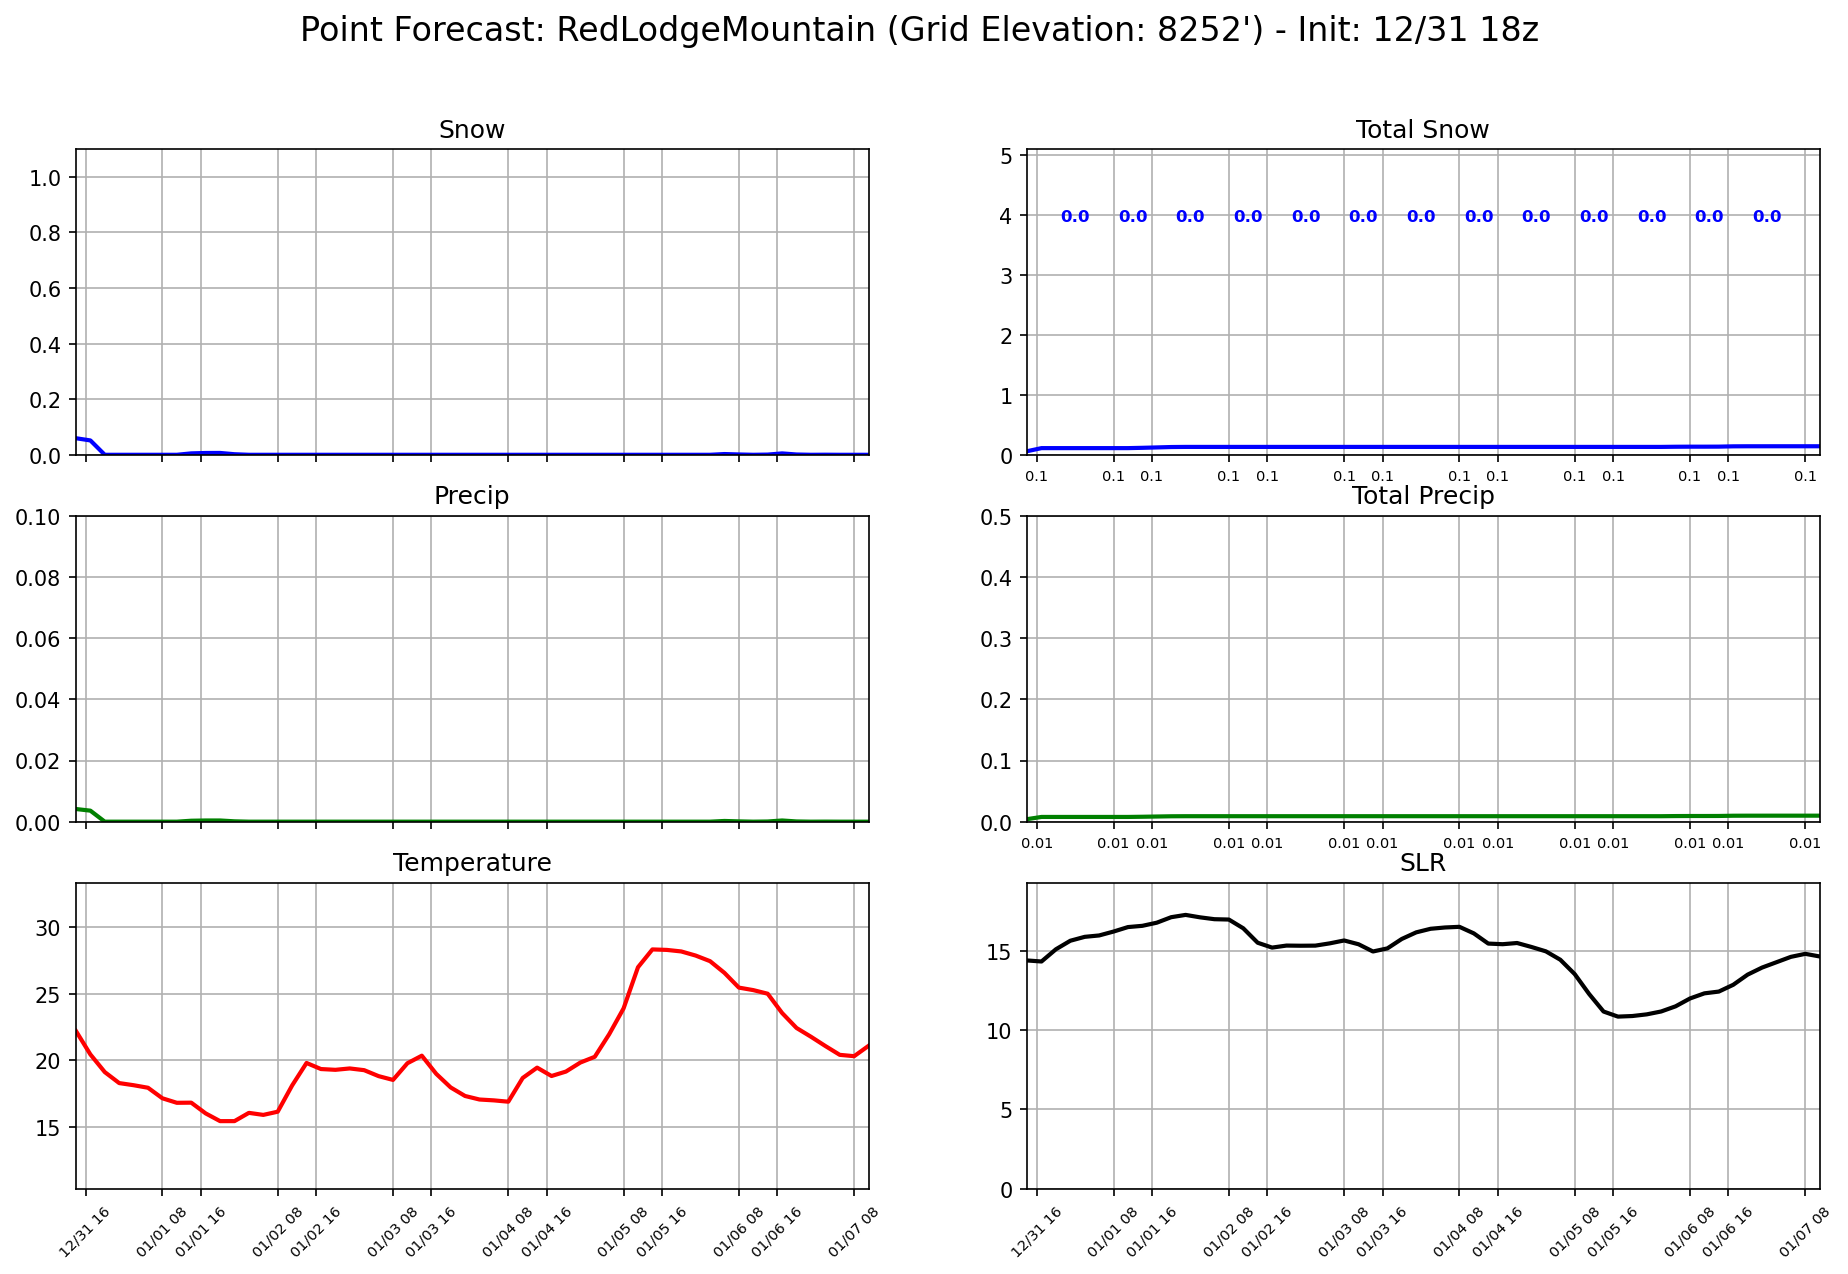 Point Forecast: RedLodgeMountain (Grid Elevation: 8252') - Init: 12/31 18z
Snow
1.0
0.8
0.6
0.4
0.2
0.0
Total Snow
5
4
3
2
1
0
0.0 0.0 0.0 0.0 0.0 0.0 0.0 0.0 0.0 0.0 0.0 0.0 0.0
0.1 0.1 0.1 0.1 0.1 0.1 0.1 0.1 0.1 0.1 0.1 0.1 0.1 0.1
Precip
0.10
0.08
0.06
0.04
0.02
0.00
Total Precip
0.5
0.4
0.3
0.2
0.1
0.0
0.01 0.01 0.01 0.01 0.01 0.01 0.01 0.01 0.01 0.01 0.01 0.01 0.01 0.01
Temperature
30
25
20
15
12/31 16 01/01 08 01/01 16 01/02 08 01/02 16 01/03 08 01/03 16 01/04 08 01/04 16 01/05 08 01/05 16 01/06 08 01/06 16 01/07 08
SLR
15
10
5
0
12/31 16 01/01 08 01/01 16 01/02 08 01/02 16 01/03 08 01/03 16 01/04 08 01/04 16 01/05 08 01/05 16 01/06 08 01/06 16 01/07 08